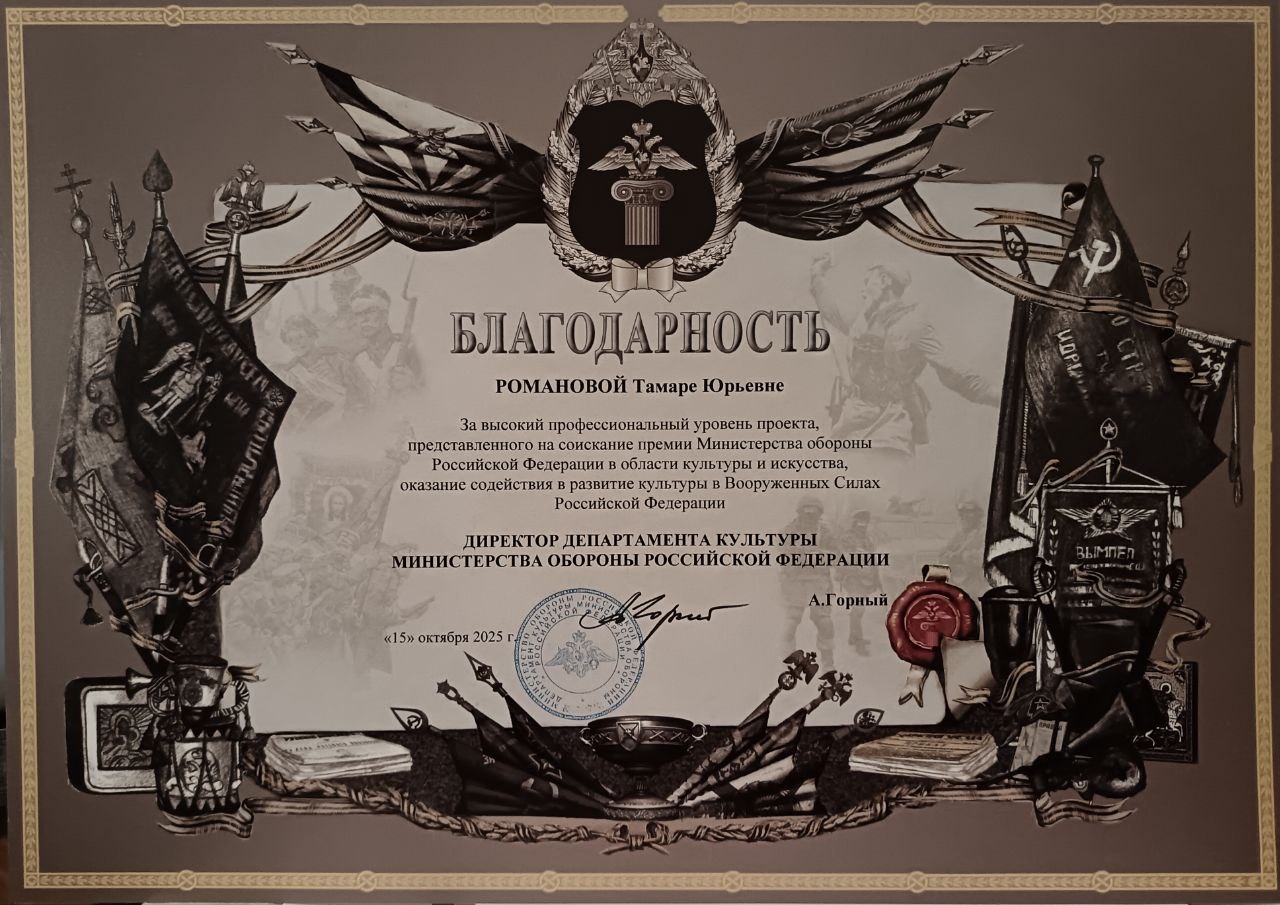 БЛАГОДАРНОСТЬ
РОМАНОВОЙ Тамаре Юрьевне
За высокий профессиональный уровень проекта,
представленного на соискание премии Министерства обороны
Российской Федерации в области культуры и искусства,
оказание содействия в развитие культуры в Вооруженных Силах
Российской Федерации
ДИРЕКТОР ДЕПАРТАМЕНТА КУЛЬТУРЫ
МИНИСТЕРСТВА ОБОРОНЫ РОССИЙСКОЙ ФЕДЕРАЦИИ
А.Горный
«15» октября 2025 г.
ВЫМПЕЛ